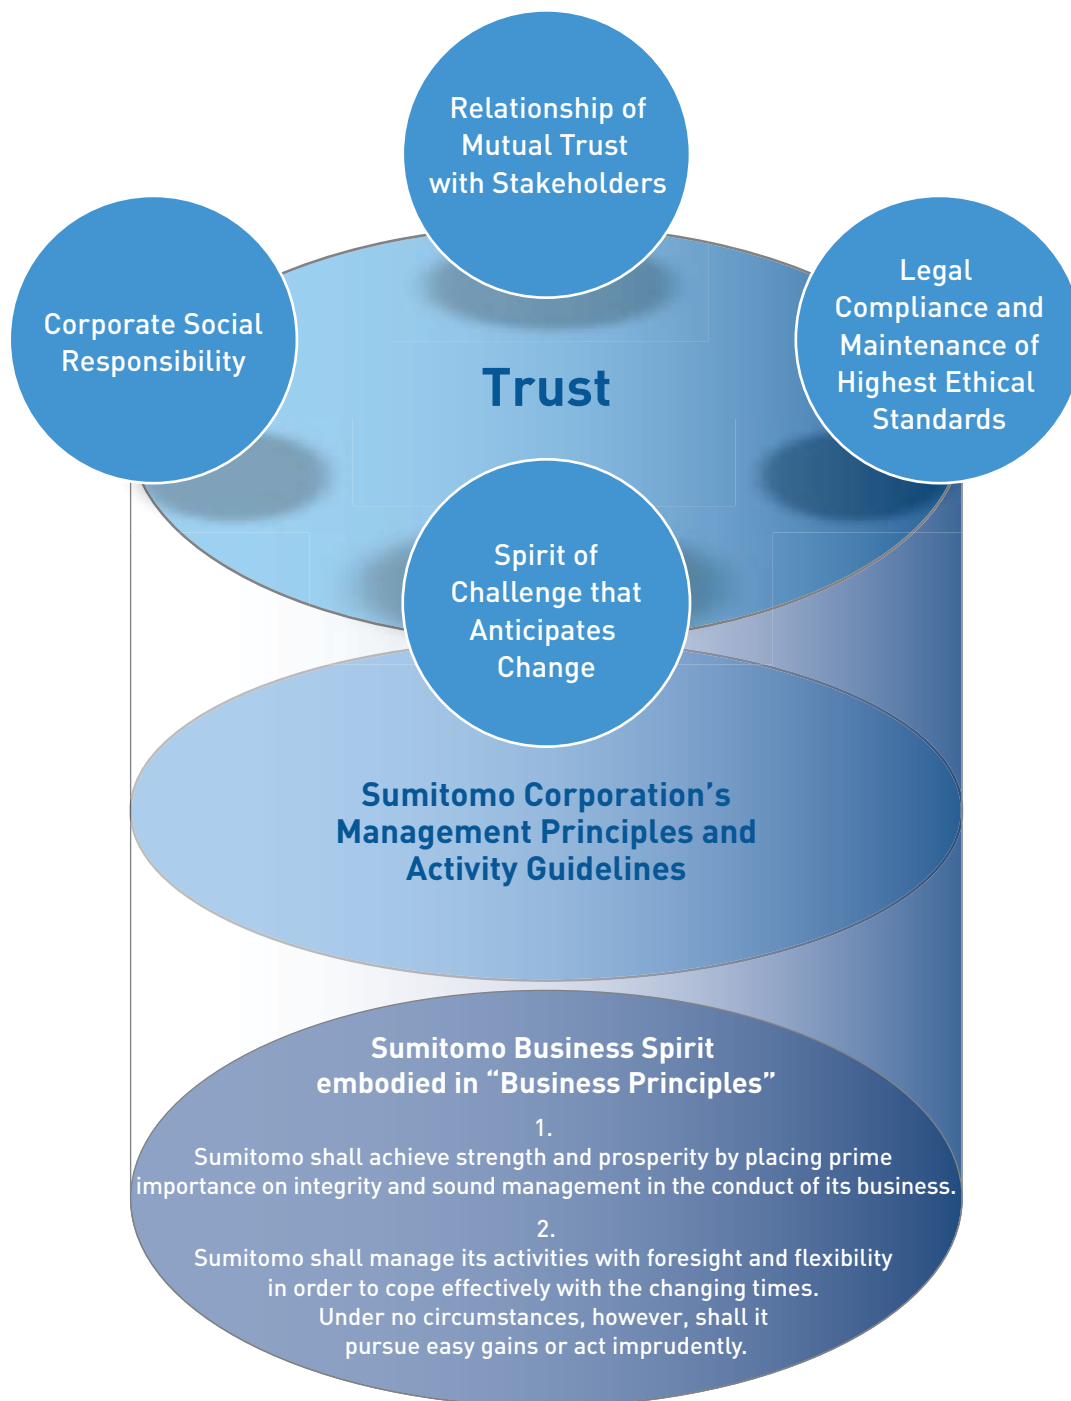 Relationship of
Mutual Trust
with Stakeholders
Corporate Social
Responsibility
Legal
Compliance and
Maintenance of
Highest Ethical
Standards
Trust
Spirit of
Challenge that
Anticipates
Change
Sumitomo Corporation’s
Management Principles and
Activity Guidelines
Sumitomo Business Spirit
embodied in “Business Principles”
1.
Sumitomo shall achieve strength and prosperity by placing prime
importance on integrity and sound management in the conduct of its business.
2.
Sumitomo shall manage its activities with foresight and flexibility
in order to cope effectively with the changing times.
Under no circumstances, however, shall it
pursue easy gains or act imprudently.